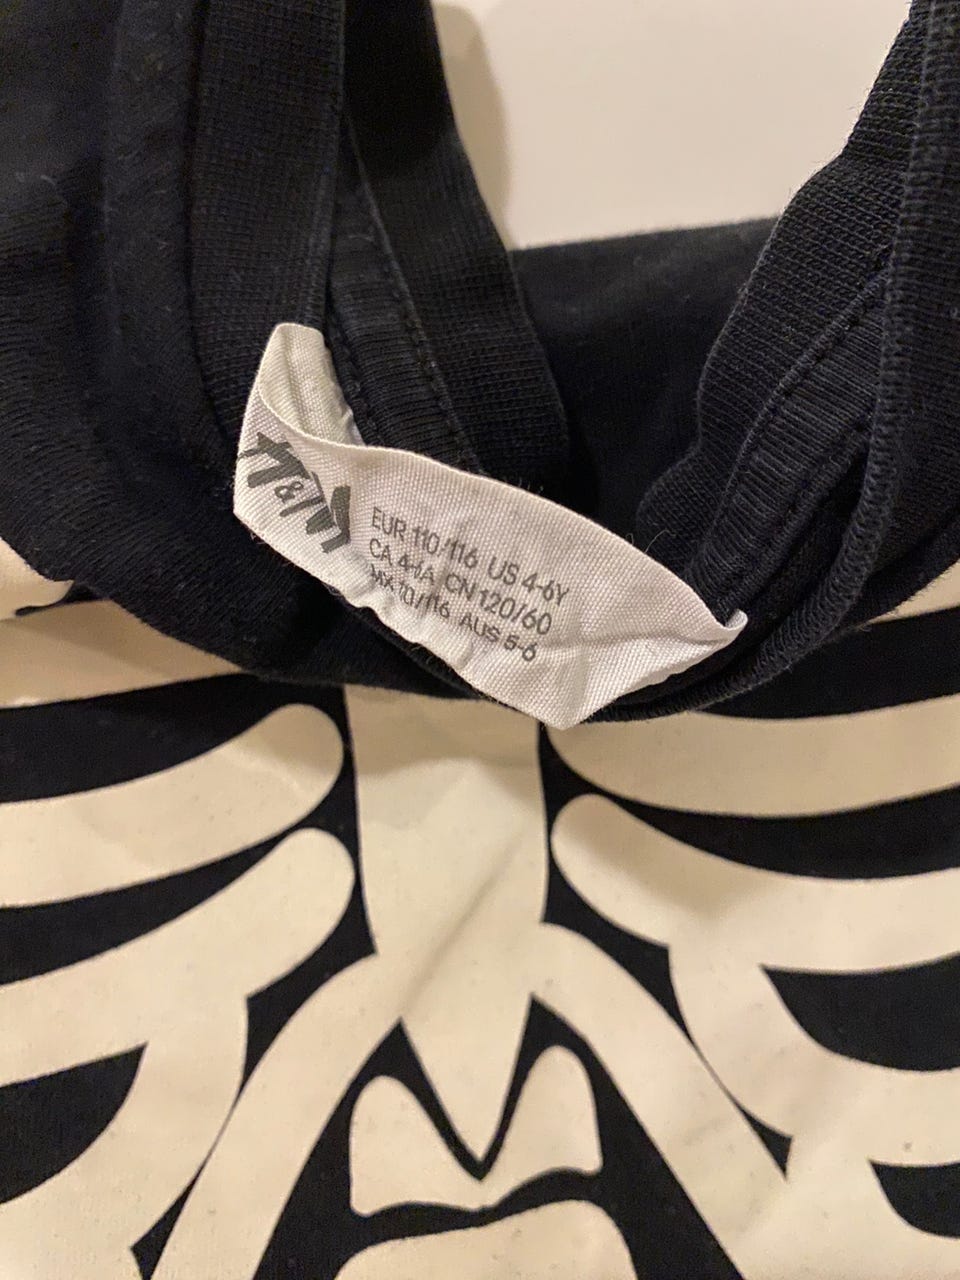 H&M
EUR 110/116 US 4-6Y
CA 4-6A CN 120/60
MX 110/116 AUS 5-6